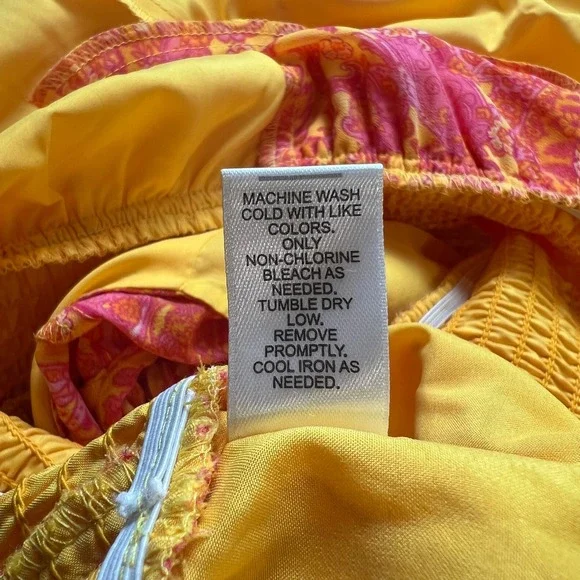 MACHINE WASH
COLD WITH LIKE
COLORS.
ONLY
NON-CHLORINE
BLEACH AS
NEEDED.
TUMBLE DRY
LOW.
REMOVE
PROMPTLY.
COOL IRON AS
NEEDED.